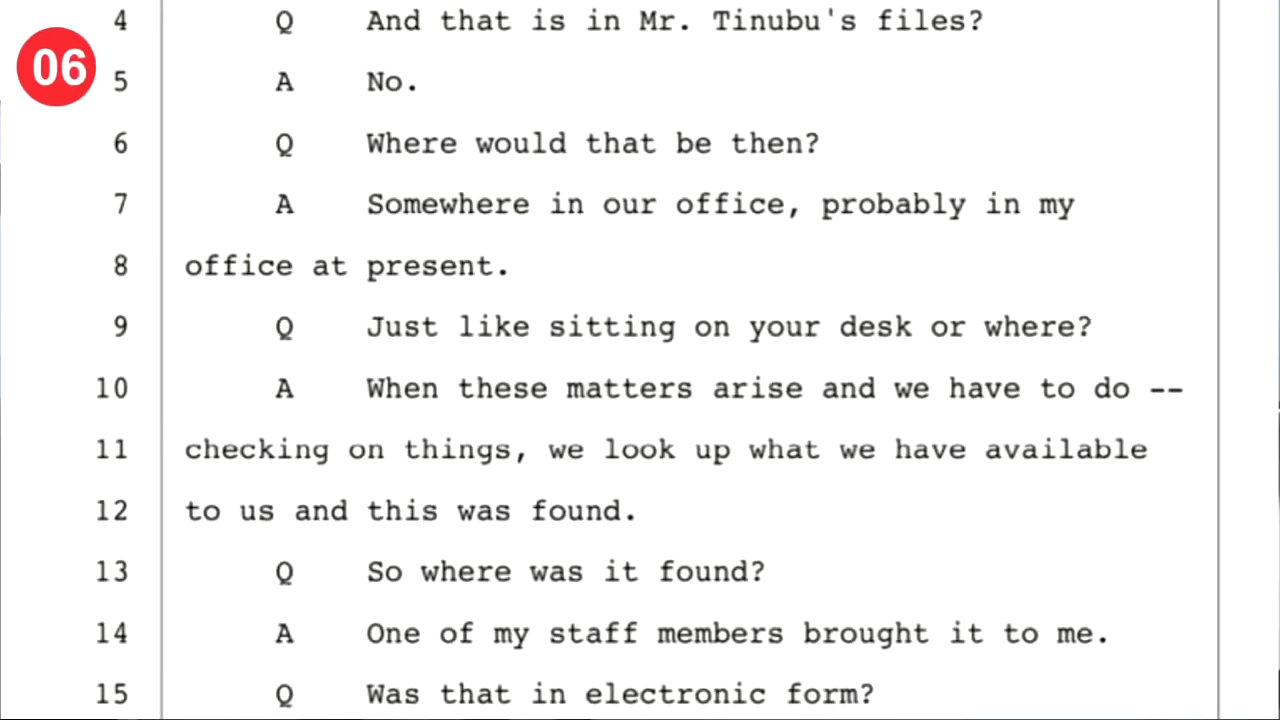 06
4 Q And that is in Mr. Tinubu's files?
5 A No.
6 Q Where would that be then?
7 A Somewhere in our office, probably in my
8 office at present.
9 Q Just like sitting on your desk or where?
10 A When these matters arise and we have to do --
11 checking on things, we look up what we have available
12 to us and this was found.
13 Q So where was it found?
14 A One of my staff members brought it to me.
15 Q Was that in electronic form?